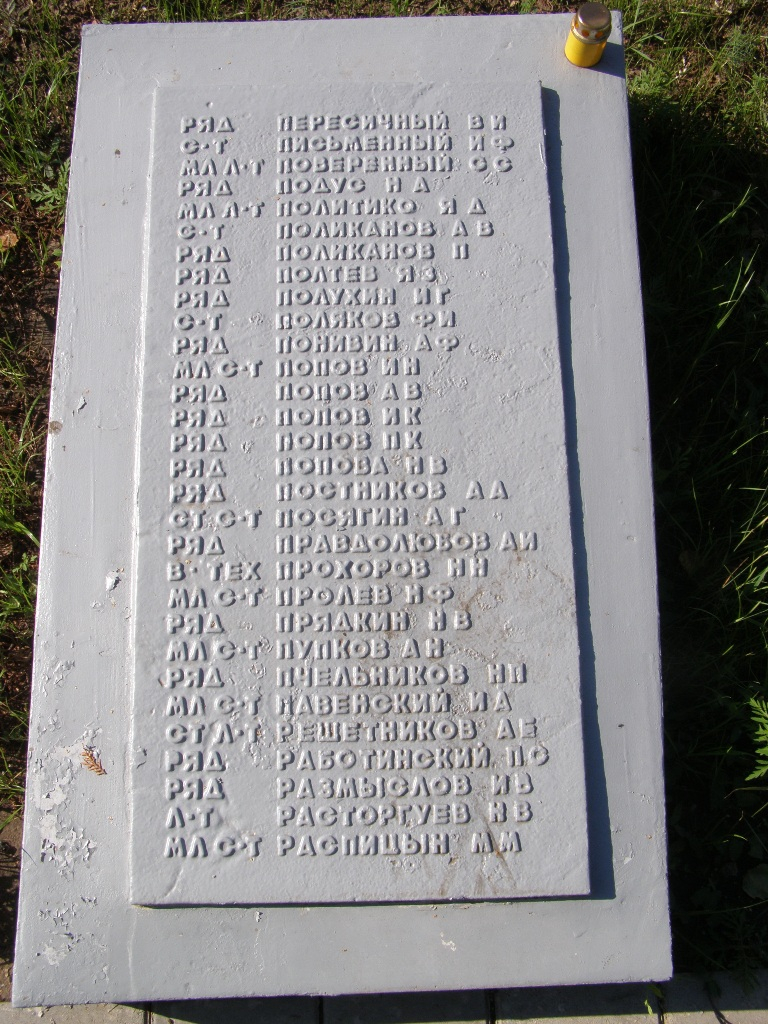 РЯД ПЕРЕСИЧНЫЙ В И
С-Т ПИСЬМЕННЫЙ И Ф
МЛ Л-Т ПОВЕРЕННЫЙ С С
РЯД ПОДУС Н А
МЛ Л-Т ПОЛИТИКО Я Д
С-Т ПОЛИКАНОВ А В
РЯД ПОЛИКАНОВ П
РЯД ПОЛТЕВ Я З
РЯД ПОЛУХИН И Г
С-Т ПОЛЯКОВ Ф И
РЯД ПОНИВИН А Ф
МЛ С-Т ПОПОВ И Н
РЯД ПОПОВ А В
РЯД ПОПОВ И К
РЯД ПОПОВ П К
РЯД ПОПОВА Н В
РЯД ПОСТНИКОВ А А
СТ С-Т ПОСЯГИН А Г
РЯД ПРАВДОЛЮБОВ А И
В-ТЕХ ПРОХОРОВ Н Н
МЛ С-Т ПРОЛЕВ Н Ф
РЯД ПРЯДКИН Н В
МЛ С-Т ПУПКОВ А Н
РЯД ПЧЕЛЬНИКОВ Н П
МЛ С-Т ПАВЕНСКИЙ И А
СТ Л-Т РЕШЕТНИКОВ А Е
РЯД РАБОТИНСКИЙ П С
РЯД РАЗМЫСЛОВ И В
Л-Т РАСТОРГУЕВ Н В
МЛ С-Т РАСПИЦЫН М М